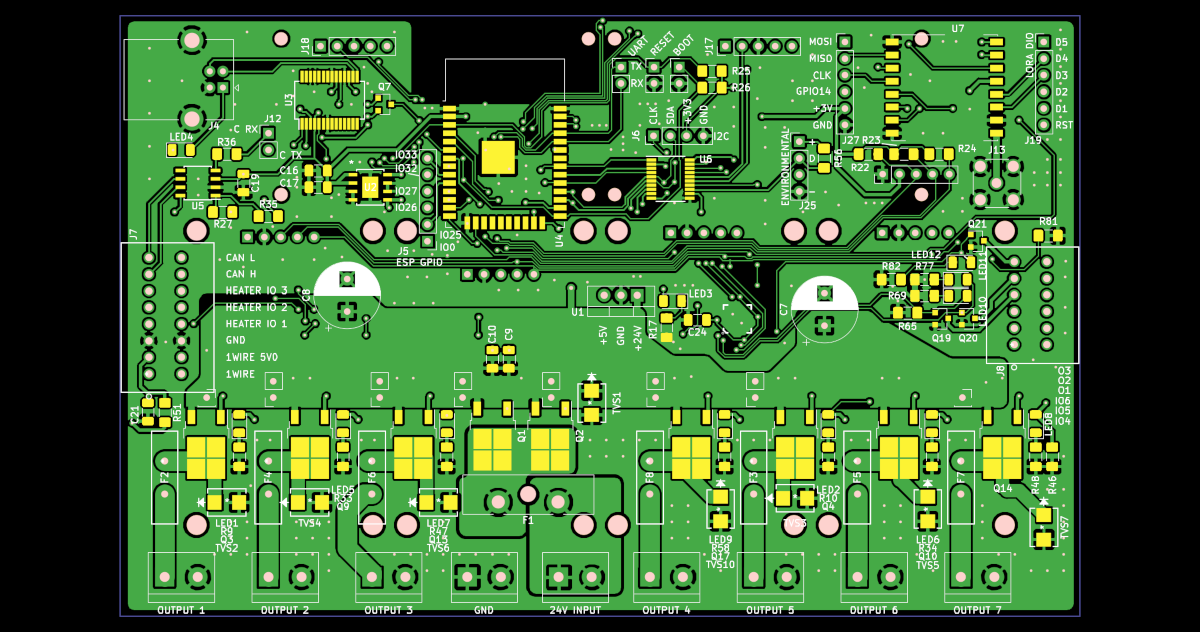 J18
UART
RESET
BOOT
J17
U7
MOSI
MISO
CLK
GPIO14
+3V
GND
LORA DIO
D5
D4
D3
D2
D1
RST
TX
RX
R25
R26
U3
Q7
J4
J12
C RX
C TX
LED4
R36
C16
C17
C19
U5
R27
R35
U2
IO33
IO32
IO27
IO26
IO25
IO0
J5
ESP GPIO
U4
CLK
SDA
+3V3
GND
J6
I2C
U6
ENVIRONMENTAL
J25
R56
J27
R23
R22
R24
J13
J19
J7
CAN L
CAN H
HEATER IO 3
HEATER IO 2
HEATER IO 1
GND
1WIRE 5V0
1WIRE
C8
+
C10
C9
U1
+5V
GND
+24V
R17
LED3
C24
C7
+
Q21
R81
LED12
LED11
R82
R77
R69
R65
LED10
Q19
Q20
J8
O3
O2
O1
IO6
IO5
IO4
C21
R51
Q1
Q2
TVS1
F2
F4
F6
F8
F3
F5
F7
F1
LED1
R9
Q3
TVS2
LED5
R33
Q9
TVS4
LED7
R47
Q15
TVS6
LED9
R58
Q17
TVS10
LED2
R10
Q4
TVS3
LED6
R34
Q10
TVS5
Q14
LED8
R48
R46
TVS7
OUTPUT 1
OUTPUT 2
OUTPUT 3
GND
24V INPUT
OUTPUT 4
OUTPUT 5
OUTPUT 6
OUTPUT 7